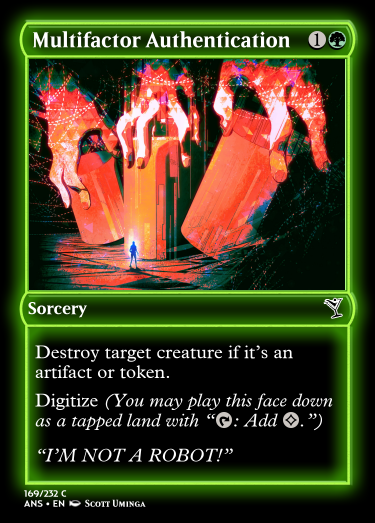 Multifactor Authentication 1
Sorcery
Destroy target creature if it's an
artifact or token.
Digitize (You may play this face down
as a tapped land with “: Add .”)
“I'M NOT A ROBOT!”
169/232 C
ANS • EN Scott Uminga